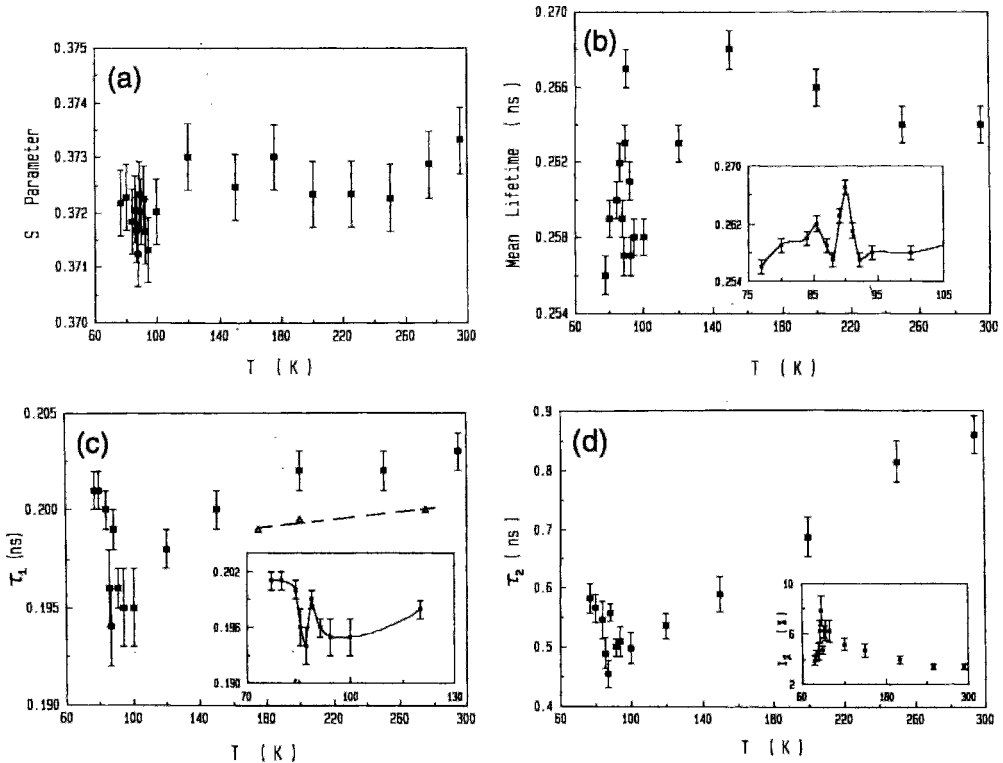 (a)
S Parameter
0.375
0.374
0.373
0.372
0.371
0.370
60 100 140 180 220 260 300
T (K)
(b)
Mean Lifetime (ns)
0.270
0.266
0.262
0.258
0.254
60 100 140 180 220 260 300
T (K)
0.270
0.262
0.254
75 85 95 105
(c)
τ1 (ns)
0.205
0.200
0.195
0.190
60 100 140 180 220 260 300
T (K)
0.202
0.196
0.190
70 100 130
(d)
τ2 (ns)
0.9
0.8
0.7
0.6
0.5
0.4
60 100 140 180 220 260 300
T (K)
I2 (%)
10
6
2
60 180 300